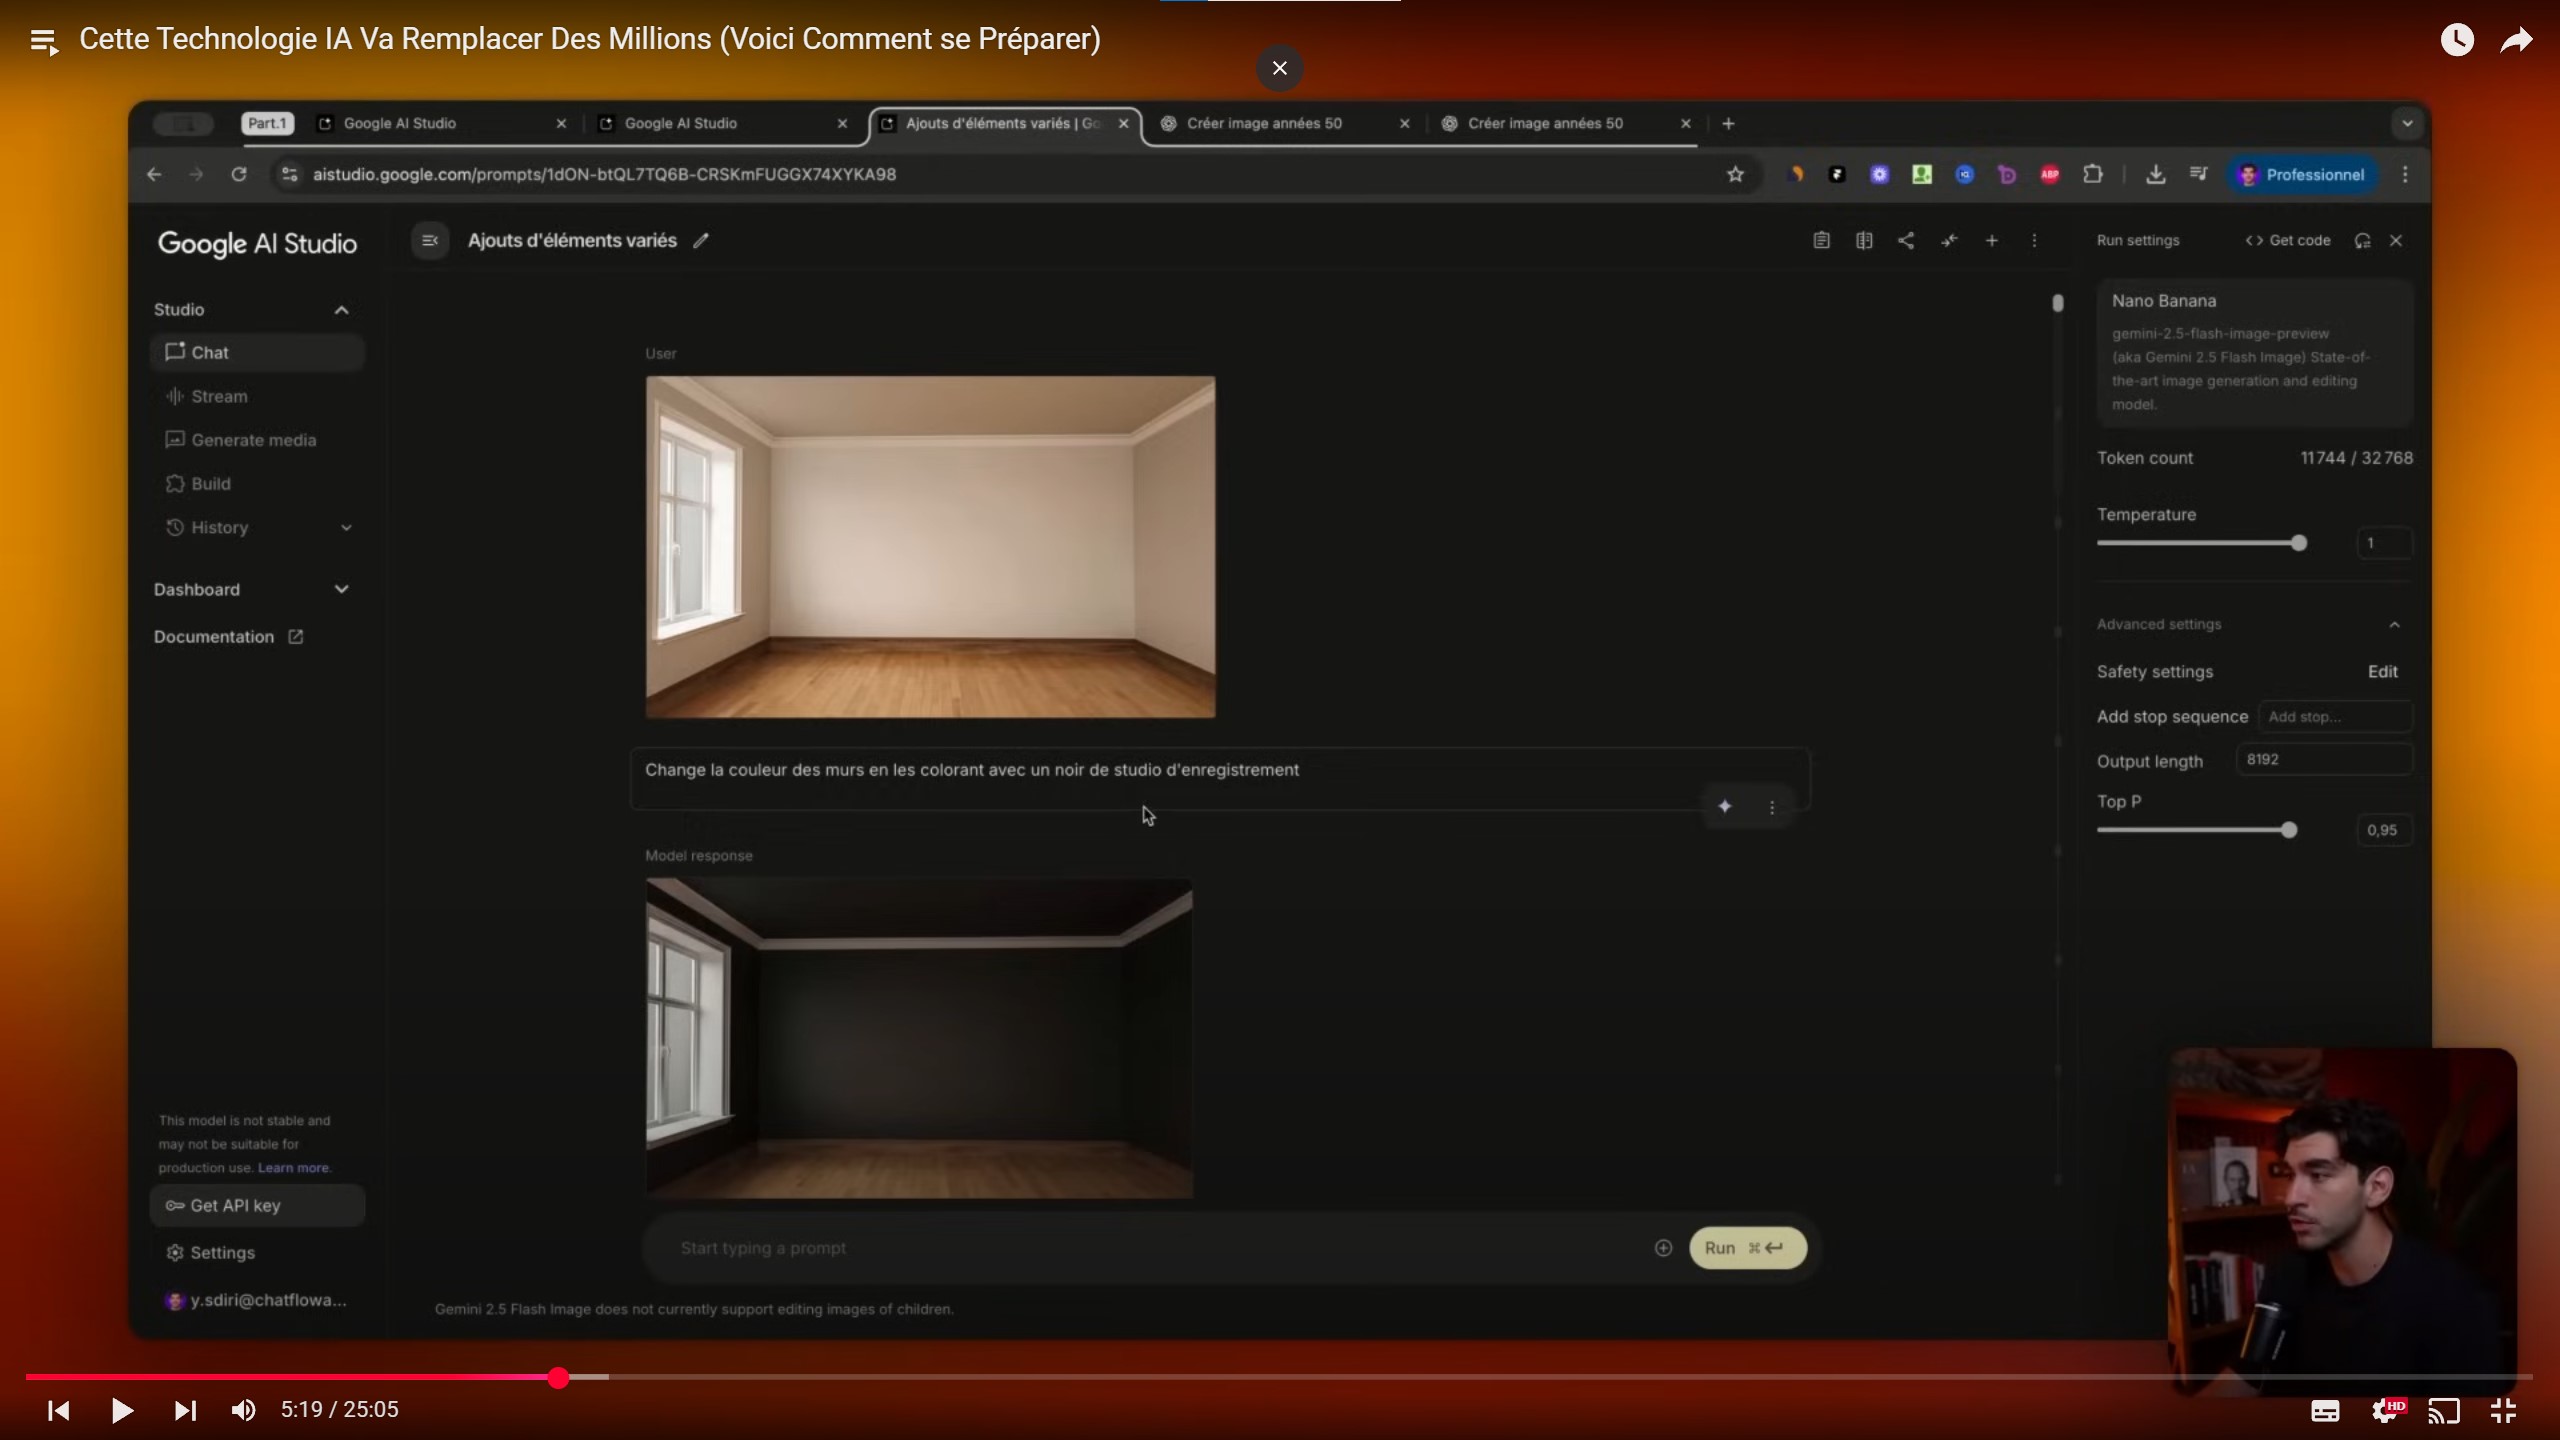 Cette Technologie IA Va Remplacer Des Millions (Voici Comment se Préparer)
Part.1
Google AI Studio
Google AI Studio
Ajouts d'éléments variés | Go
Créer image années 50
Créer image années 50
aistudio.google.com/prompts/1dON-btQL7TQ6B-CRSKmFUGGX74XYKA98
ABP
Professionnel
Google AI Studio
Studio
Chat
Stream
Generate media
Build
History
Dashboard
Documentation
This model is not stable and
may not be suitable for
production use. Learn more.
Get API key
Settings
y.sdiri@chatflowa...
Ajouts d'éléments variés
User
Change la couleur des murs en les colorant avec un noir de studio d'enregistrement
Model response
Start typing a prompt
Run ⌘
Gemini 2.5 Flash Image does not currently support editing images of children.
Run settings
Get code
Nano Banana
gemini-2.5-flash-image-preview
(aka Gemini 2.5 Flash Image) State-of-
the-art image generation and editing
model.
Token count 11 744 / 32 768
Temperature
1
Advanced settings
Safety settings Edit
Add stop sequence Add stop...
Output length 8192
Top P
0,95
5:19 / 25:05
HD